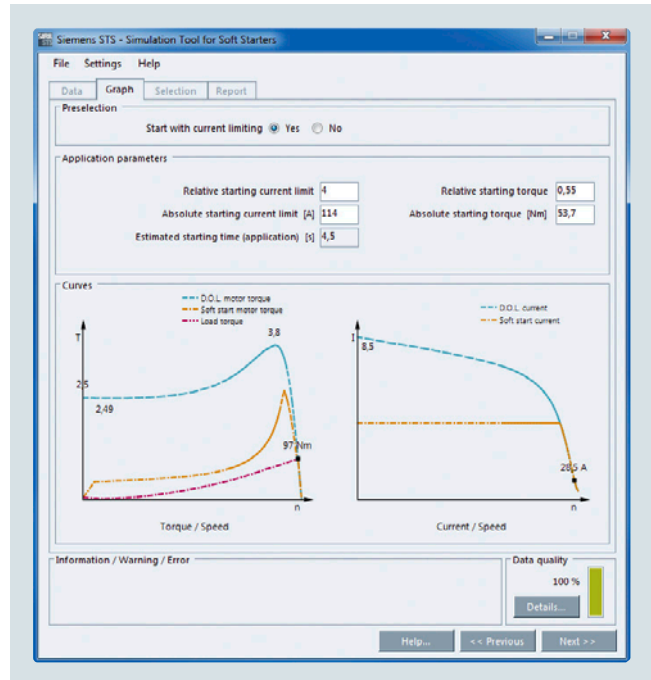 Siemens STS - Simulation Tool for Soft Starters
File Settings Help
Data Graph Selection Report
Preselection
Start with current limiting Yes No
Application parameters
Relative starting current limit 4 Relative starting torque 0,55
Absolute starting current limit [A] 114 Absolute starting torque [Nm] 53,7
Estimated starting time (application) [s] 4,5
Curves
D.O.L. motor torque
Soft start motor torque
Load torque
T
3,8
2,5
2,49
97 Nm
n
Torque / Speed
D.O.L. current
Soft start current
I
8,5
28,5 A
n
Current / Speed
Information / Warning / Error
Data quality
100 %
Details...
Help... << Previous Next >>